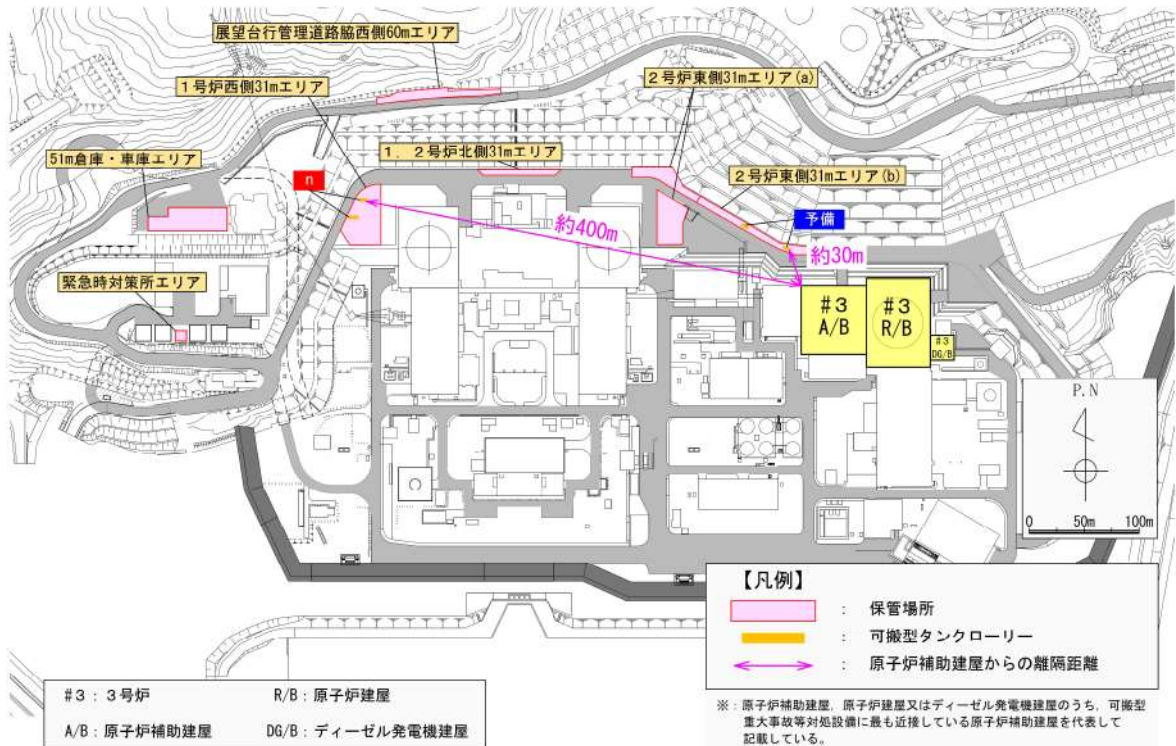 展望台行管理道路脇西側60mエリア
1号炉西側31mエリア
2号炉東側31mエリア(a)
51m倉庫・車庫エリア
1，2号炉北側31mエリア
n
2号炉東側31mエリア(b)
予備
約400m
約30m
緊急時対策所エリア
#3
A/B
#3
R/B
#3
DG/B
P.N
0 50m 100m
【凡例】
： 保管場所
： 可搬型タンクローリー
： 原子炉補助建屋からの離隔距離
#3：3号炉 R/B：原子炉建屋
A/B：原子炉補助建屋 DG/B：ディーゼル発電機建屋
※：原子炉補助建屋，原子炉建屋又はディーゼル発電機建屋のうち，可搬型
重大事故等対処設備に最も近接している原子炉補助建屋を代表して
記載している。